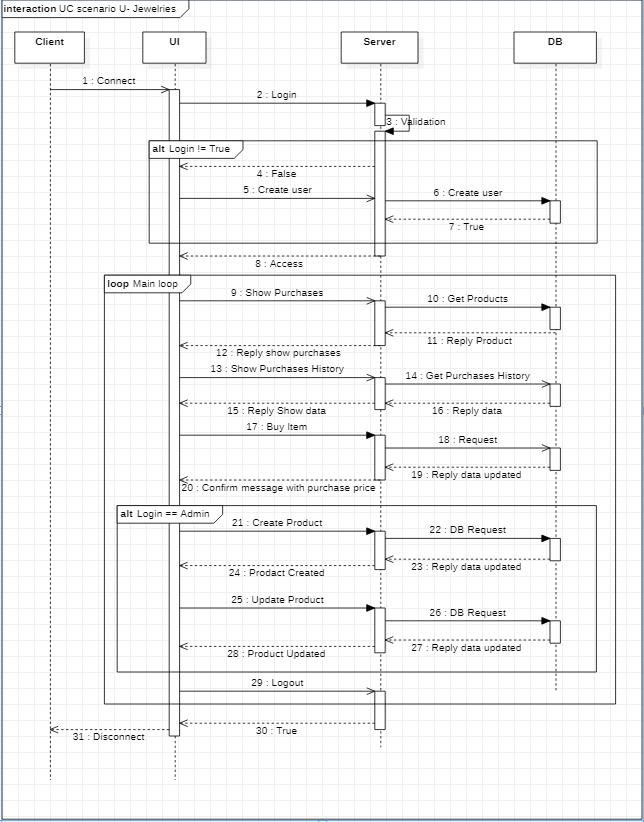 interaction UC scenario U- Jewelries
Client
UI
Server
DB
1 : Connect
2 : Login
3 : Validation
alt Login != True
4 : False
5 : Create user
6 : Create user
7 : True
8 : Access
loop Main loop
9 : Show Purchases
10 : Get Products
11 : Reply Product
12 : Reply show purchases
13 : Show Purchases History
14 : Get Purchases History
15 : Reply Show data
16 : Reply data
17 : Buy Item
18 : Request
19 : Reply data updated
20 : Confirm message with purchase price
alt Login == Admin
21 : Create Product
22 : DB Request
23 : Reply data updated
24 : Prodact Created
25 : Update Product
26 : DB Request
27 : Reply data updated
28 : Product Updated
29 : Logout
30 : True
31 : Disconnect